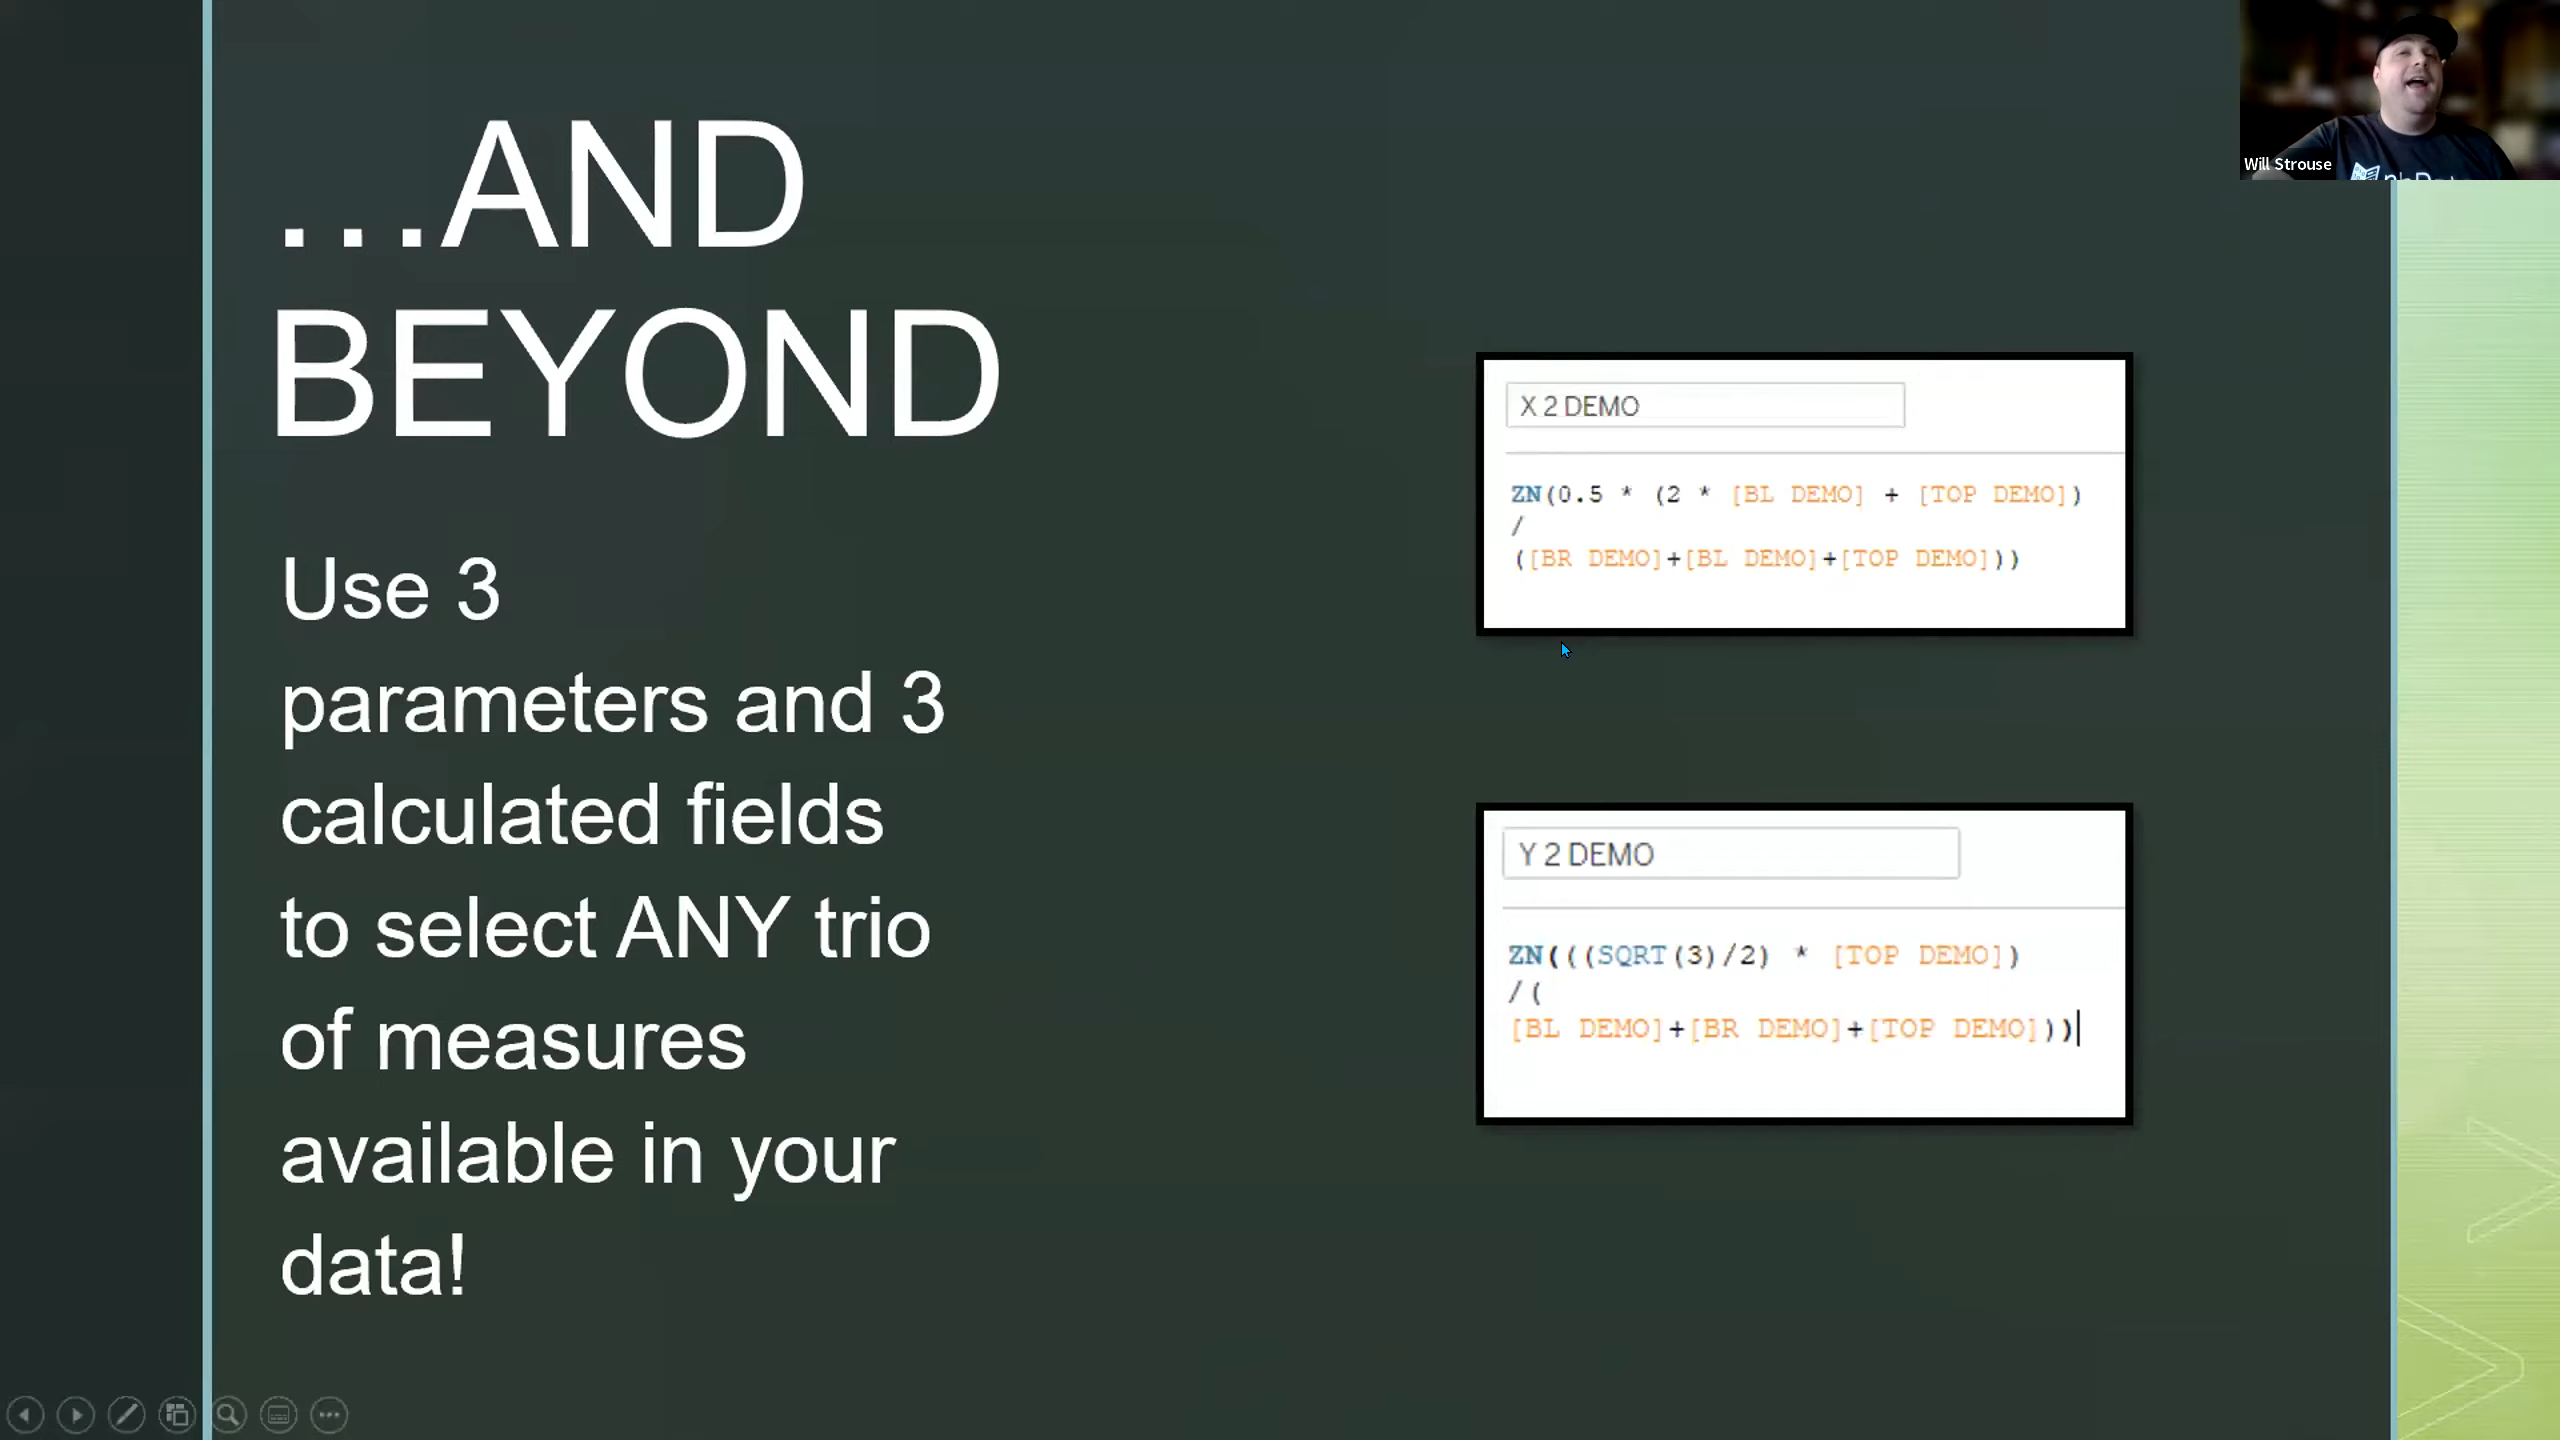 …AND
BEYOND
Use 3
parameters and 3
calculated fields
to select ANY trio
of measures
available in your
data!
X 2 DEMO
ZN(0.5 * (2 * [BL DEMO] + [TOP DEMO])
/
([BR DEMO]+[BL DEMO]+[TOP DEMO]))
Y 2 DEMO
ZN(((SQRT(3)/2) * [TOP DEMO])
/(
[BL DEMO]+[BR DEMO]+[TOP DEMO]))
Will Strouse